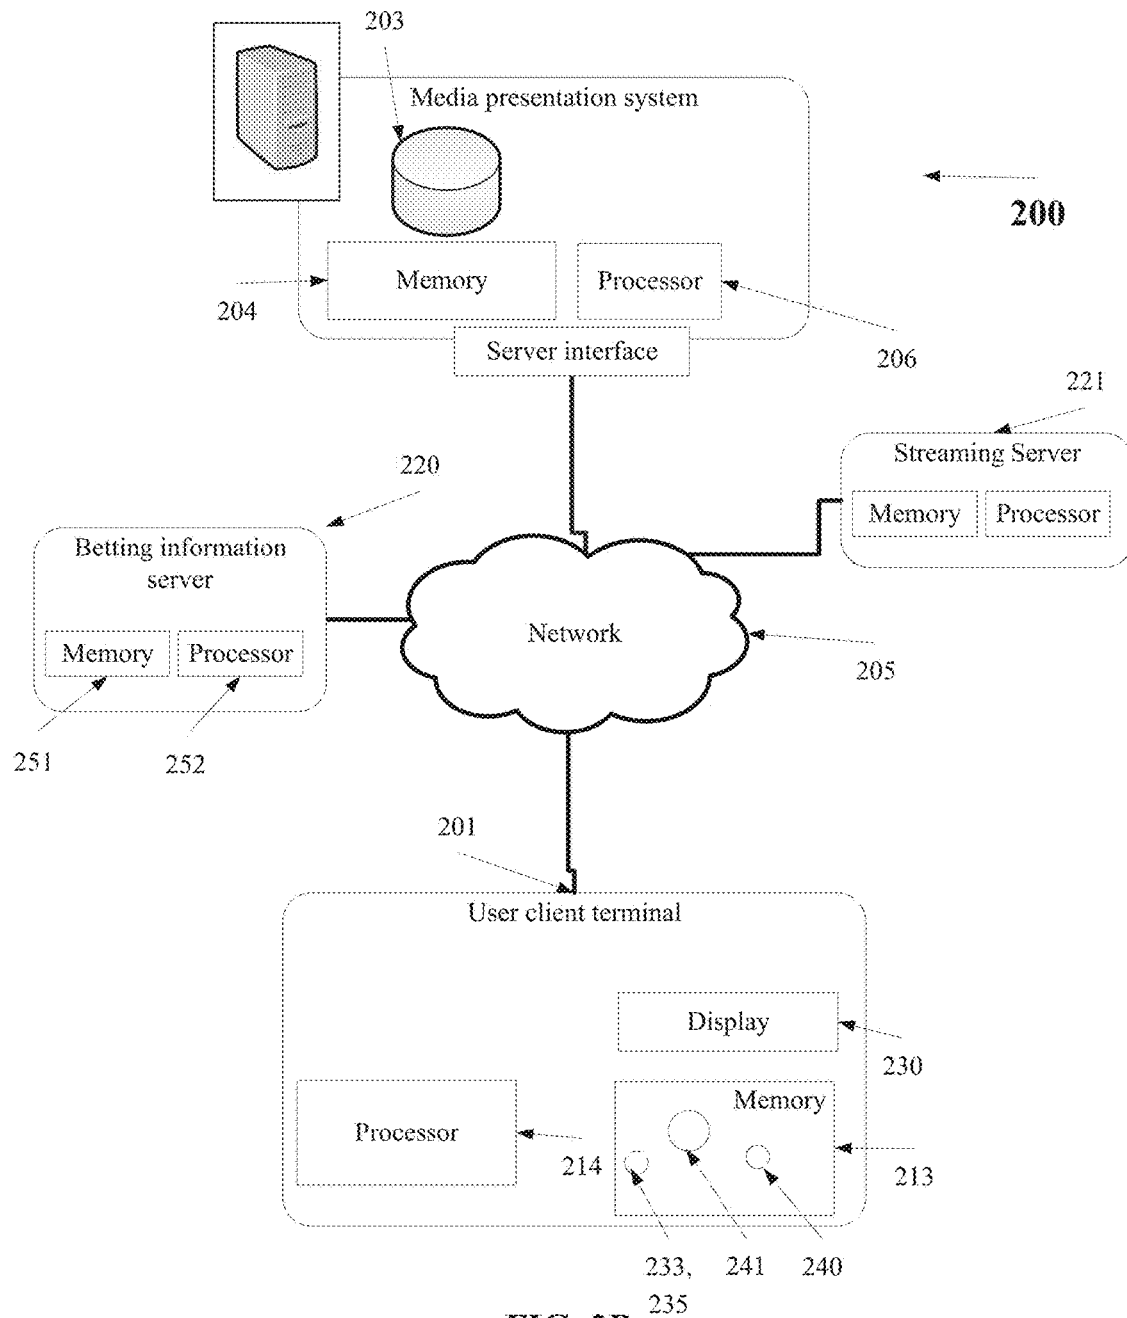 203
Media presentation system
200
Memory
Processor
204
206
Server interface
221
Streaming Server
Memory
Processor
220
Betting information
server
Memory
Processor
Network
205
251
252
201
User client terminal
Display
230
Memory
Processor
214
213
233,
235
241
240